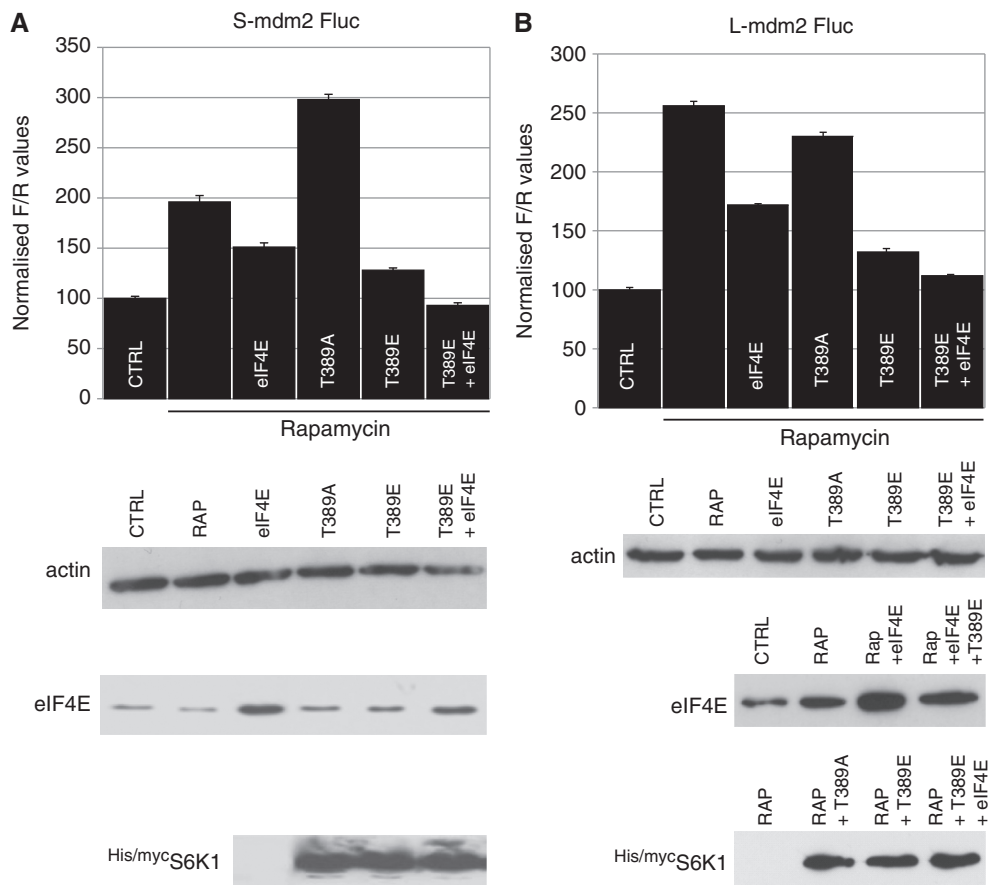 A
S-mdm2 Fluc
Normalised F/R values
350
300
250
200
150
100
50
0
CTRL
eIF4E
T389A
T389E
T389E
+ eIF4E
Rapamycin
CTRL
RAP
eIF4E
T389A
T389E
T389E
+ eIF4E
actin
eIF4E
His/mycS6K1
B
L-mdm2 Fluc
Normalised F/R values
300
250
200
150
100
50
0
CTRL
eIF4E
T389A
T389E
T389E
+ eIF4E
Rapamycin
CTRL
RAP
eIF4E
T389A
T389E
T389E
+ eIF4E
actin
CTRL
RAP
Rap
+eIF4E
Rap
+eIF4E
+T389E
eIF4E
RAP
RAP
+ T389A
RAP
+ T389E
RAP
+ T389E
+ eIF4E
His/mycS6K1